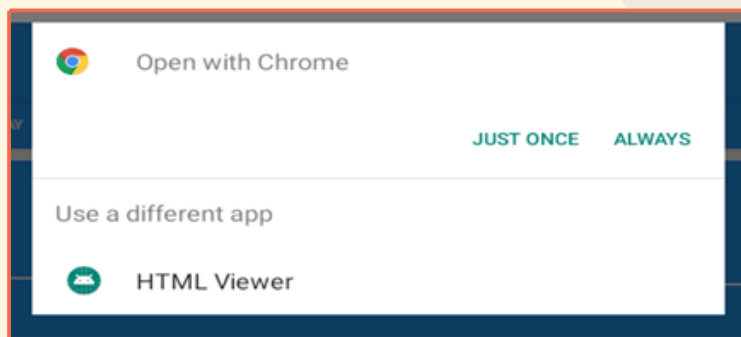 Open with Chrome
JUST ONCE ALWAYS
Use a different app
HTML Viewer